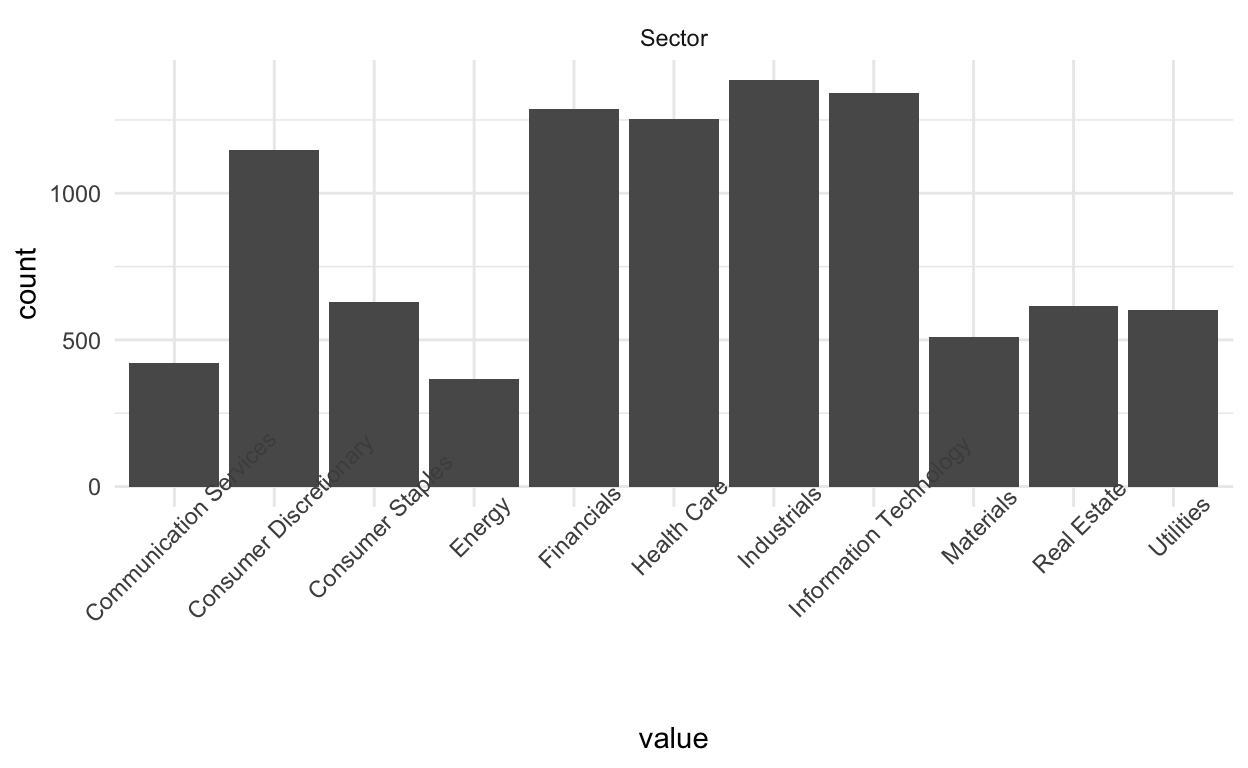 Sector
count
1000
500
0
Communication Services
Consumer Discretionary
Consumer Staples
Energy
Financials
Health Care
Industrials
Information Technology
Materials
Real Estate
Utilities
value